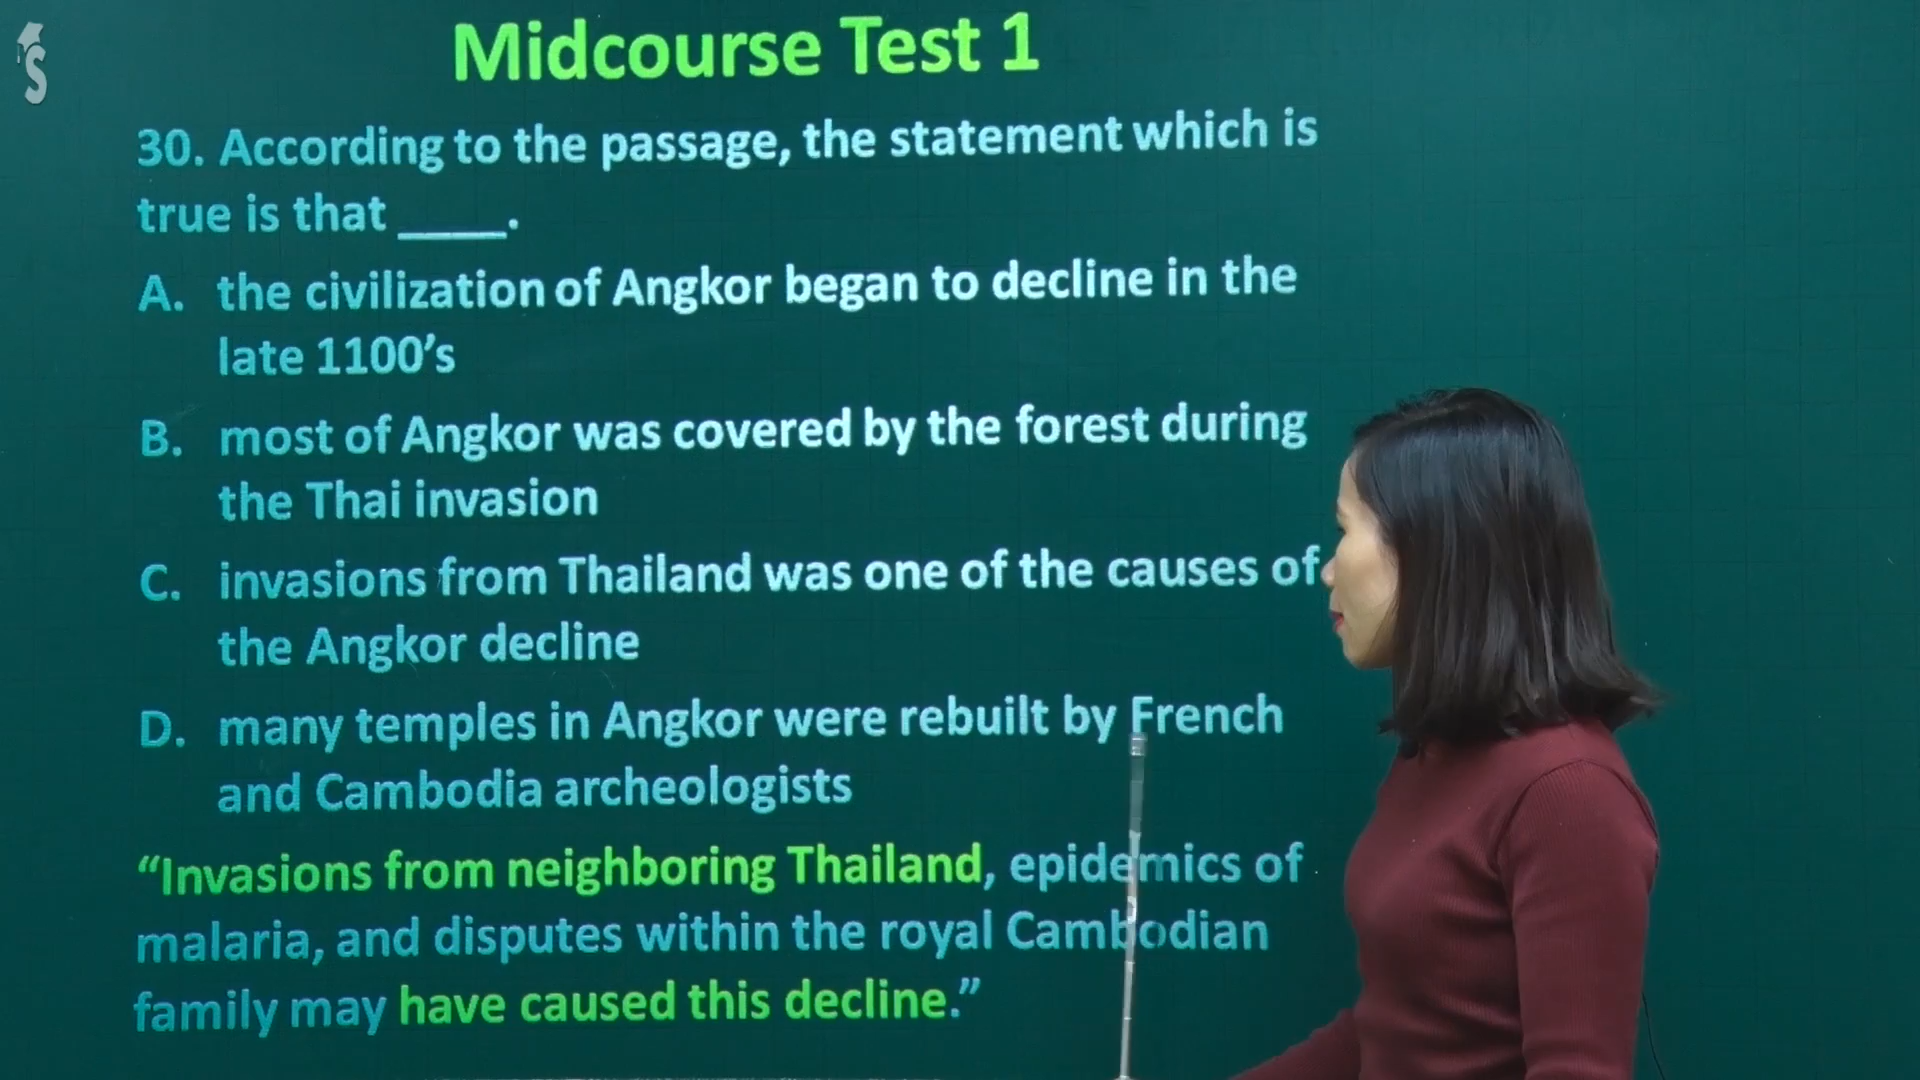 Midcourse Test 1
30. According to the passage, the statement which is
true is that _____.
A. the civilization of Angkor began to decline in the
late 1100’s
B. most of Angkor was covered by the forest during
the Thai invasion
C. invasions from Thailand was one of the causes of
the Angkor decline
D. many temples in Angkor were rebuilt by French
and Cambodia archeologists
“Invasions from neighboring Thailand, epidemics of
malaria, and disputes within the royal Cambodian
family may have caused this decline.”